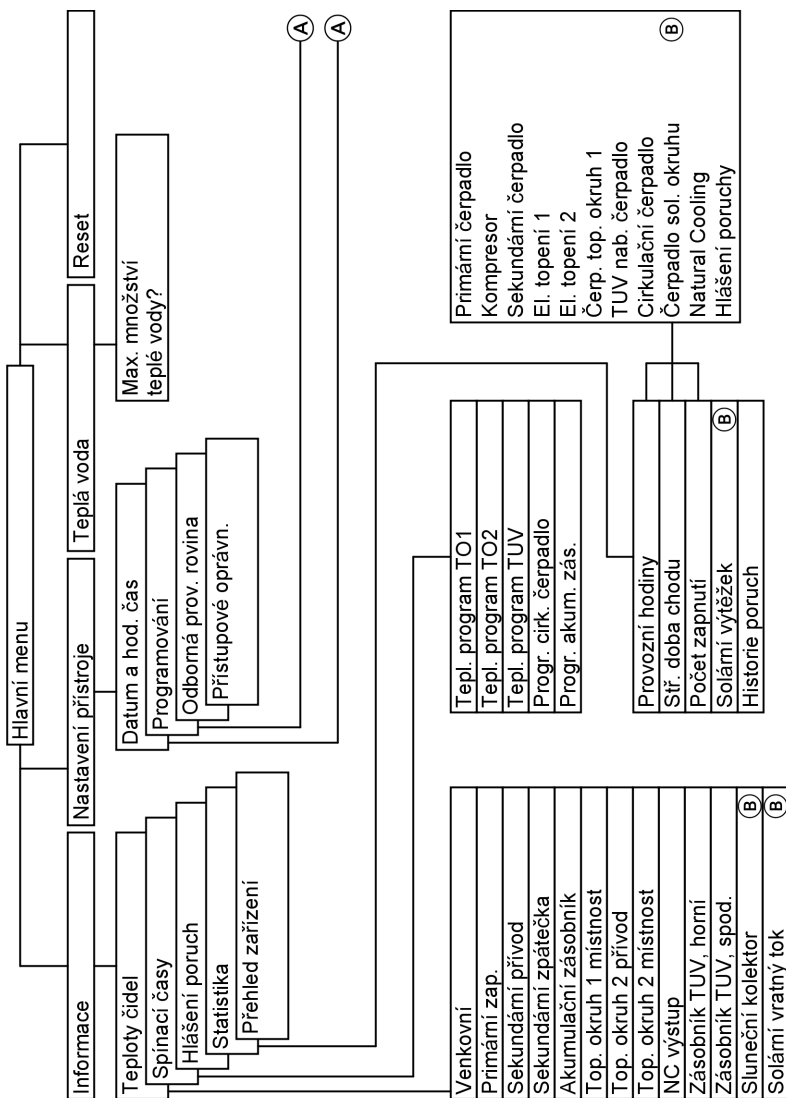 Hlavní menu
Informace
Nastavení přístroje
Teplá voda
Reset
Teploty čidel
Spínací časy
Hlášení poruch
Statistika
Přehled zařízení
Datum a hod. čas
Programování
Odborná prov. rovina
Přístupové oprávn.
Max. množství
teplé vody?
A
A
Venkovní
Primární zap.
Sekundární přívod
Sekundární zpátečka
Akumulační zásobník
Top. okruh 1 místnost
Top. okruh 2 přívod
Top. okruh 2 místnost
NC výstup
Zásobník TUV, horní
Zásobník TUV, spod.
Sluneční kolektor B
Solární vratný tok B
Tepl. program TO1
Tepl. program TO2
Tepl. program TUV
Progr. cirk. čerpadlo
Progr. akum. zás.
Provozní hodiny
Stř. doba chodu
Počet zapnutí
Solární výtěžek B
Historie poruch
Primární čerpadlo
Kompresor
Sekundární čerpadlo
El. topení 1
El. topení 2
Čerp. top. okruh 1
TUV nab. čerpadlo
Cirkulační čerpadlo
Čerpadlo sol. okruhu B
Natural Cooling
Hlášení poruchy